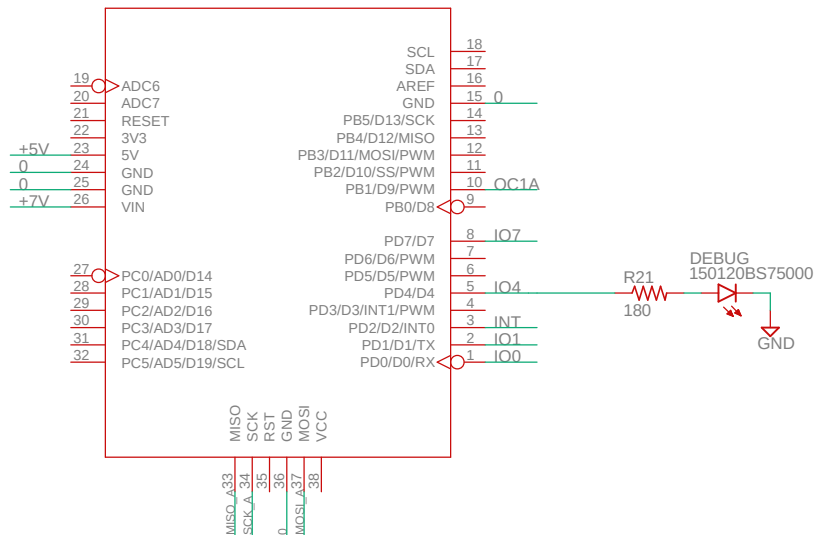 SCL 18
SDA 17
19 ADC6 AREF 16
20 ADC7 GND 15 0
21 RESET PB5/D13/SCK 14
22 3V3 PB4/D12/MISO 13
+5V 23 5V PB3/D11/MOSI/PWM 12
0 24 GND PB2/D10/SS/PWM 11
0 25 GND PB1/D9/PWM 10 OC1A
+7V 26 VIN PB0/D8 9
PD7/D7 8 IO7
PD6/D6/PWM 7
27 PC0/AD0/D14 PD5/D5/PWM 6
28 PC1/AD1/D15 PD4/D4 5 IO4
29 PC2/AD2/D16 PD3/D3/INT1/PWM 4
30 PC3/AD3/D17 PD2/D2/INT0 3 INT
31 PC4/AD4/D18/SDA PD1/D1/TX 2 IO1
32 PC5/AD5/D19/SCL PD0/D0/RX 1 IO0
DEBUG
150120BS75000
R21
180
GND
MISO 33 MISO_A
SCK 34 SCK_A
RST 35
GND 36 0
MOSI 37 MOSI_A
VCC 38